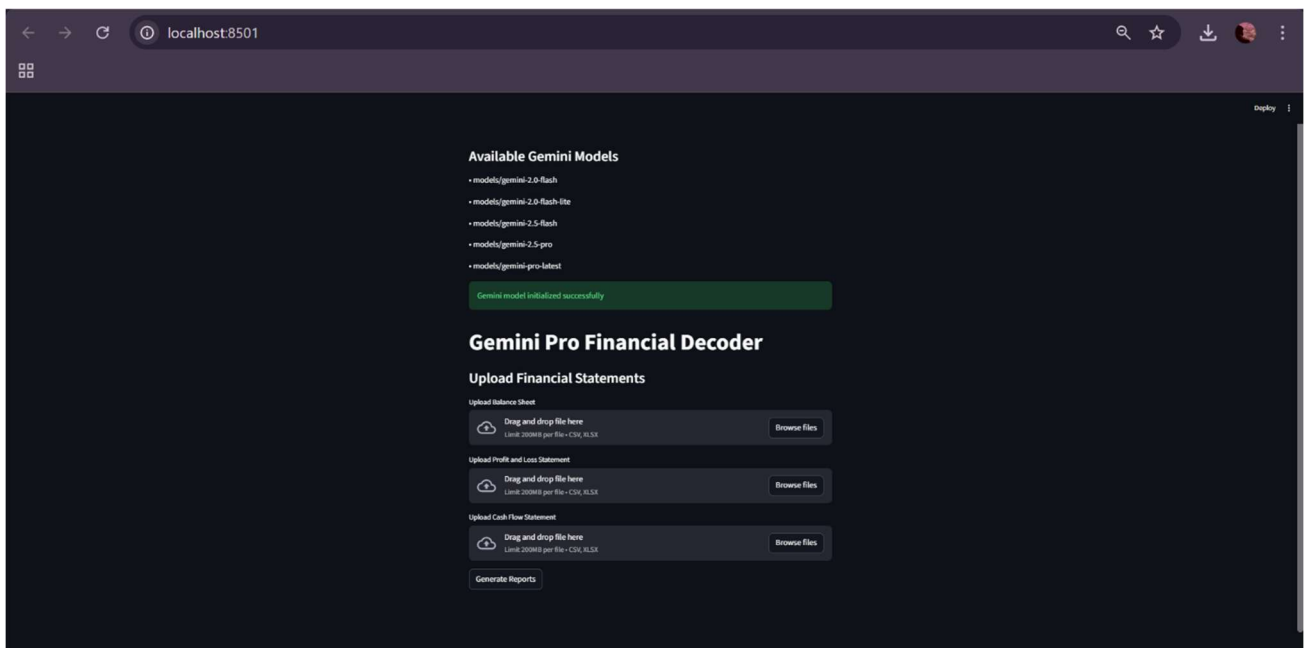 localhost:8501
Deploy
Available Gemini Models
• models/gemini-2.0-flash
• models/gemini-2.0-flash-lite
• models/gemini-2.5-flash
• models/gemini-2.5-pro
• models/gemini-pro-latest
Gemini model initialized successfully
Gemini Pro Financial Decoder
Upload Financial Statements
Upload Balance Sheet
Drag and drop file here
Limit 200MB per file • CSV, XLSX
Browse files
Upload Profit and Loss Statement
Drag and drop file here
Limit 200MB per file • CSV, XLSX
Browse files
Upload Cash Flow Statement
Drag and drop file here
Limit 200MB per file • CSV, XLSX
Browse files
Generate Reports